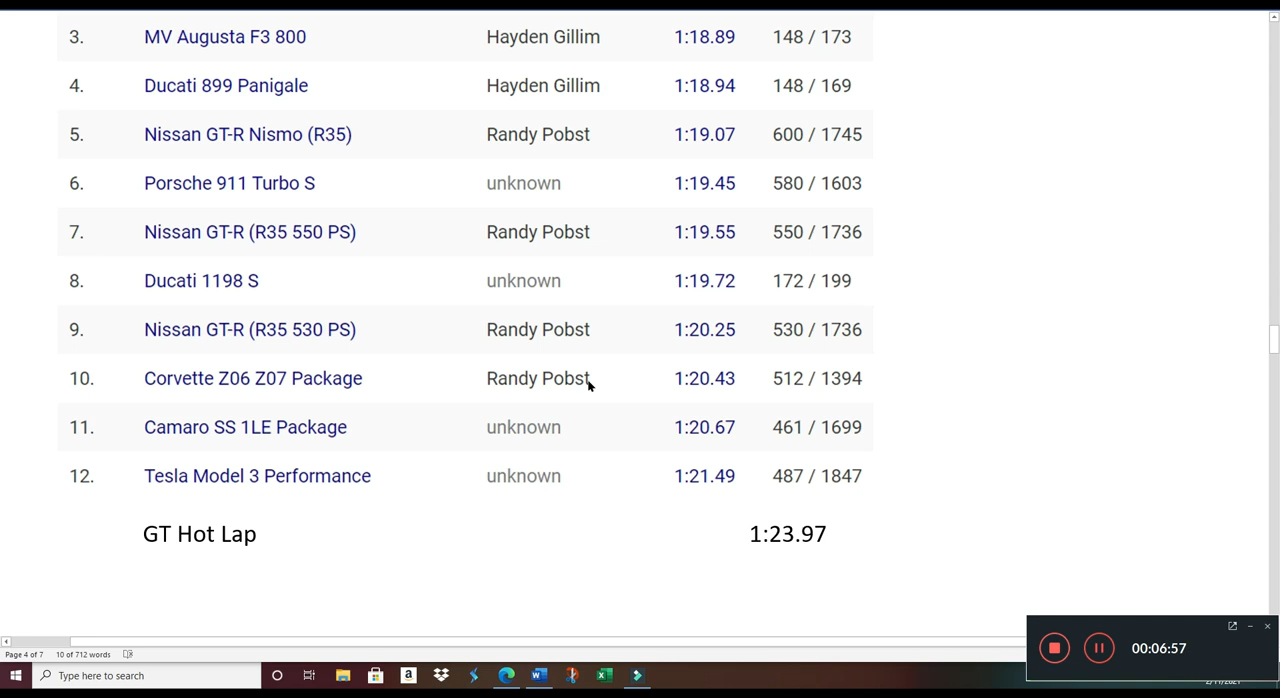 3. MV Augusta F3 800 Hayden Gillim 1:18.89 148 / 173
4. Ducati 899 Panigale Hayden Gillim 1:18.94 148 / 169
5. Nissan GT-R Nismo (R35) Randy Pobst 1:19.07 600 / 1745
6. Porsche 911 Turbo S unknown 1:19.45 580 / 1603
7. Nissan GT-R (R35 550 PS) Randy Pobst 1:19.55 550 / 1736
8. Ducati 1198 S unknown 1:19.72 172 / 199
9. Nissan GT-R (R35 530 PS) Randy Pobst 1:20.25 530 / 1736
10. Corvette Z06 Z07 Package Randy Pobst 1:20.43 512 / 1394
11. Camaro SS 1LE Package unknown 1:20.67 461 / 1699
12. Tesla Model 3 Performance unknown 1:21.49 487 / 1847
GT Hot Lap 1:23.97
00:06:57
Page 4 of 7 10 of 712 words
Type here to search